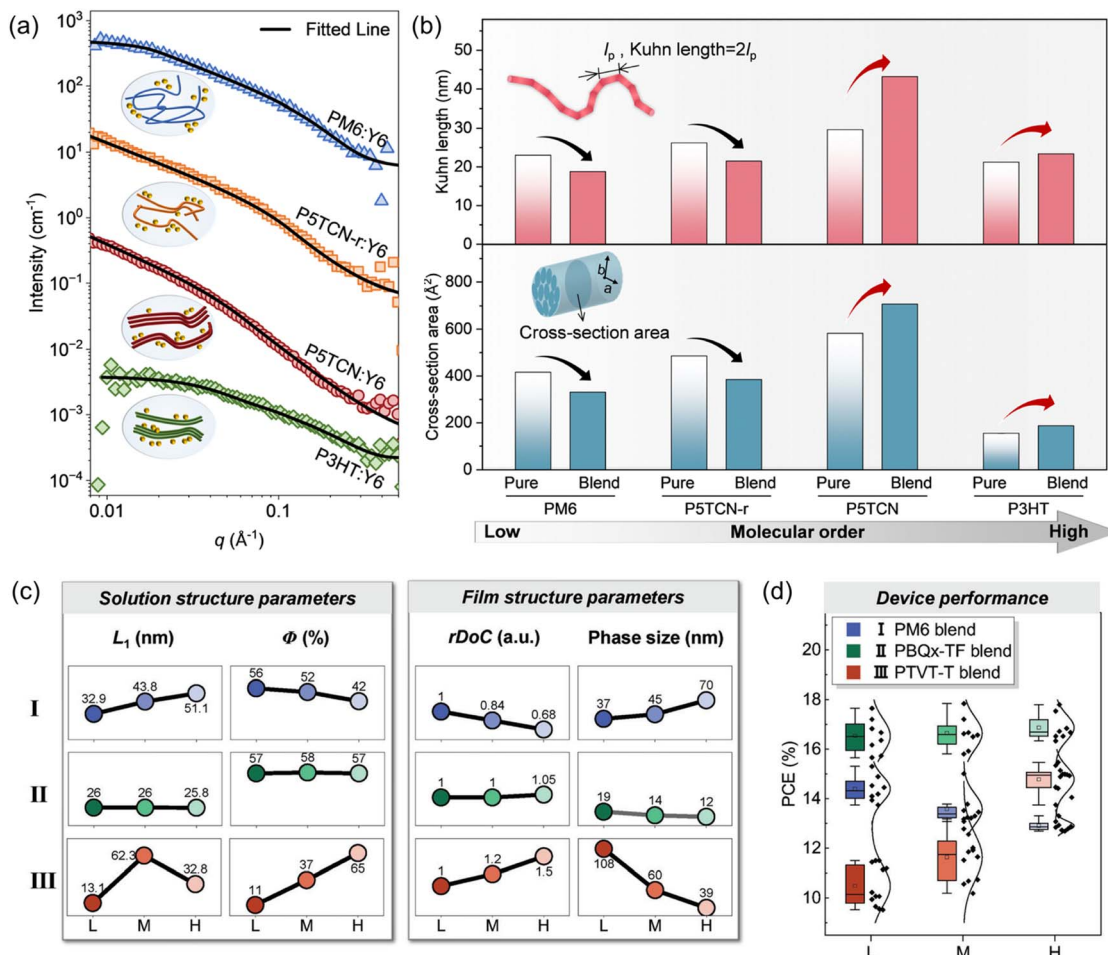 (a)
10³
10²
10¹
10⁰
10⁻¹
10⁻²
10⁻³
10⁻⁴
Intensity (cm⁻¹)
Fitted Line
PM6:Y6
P5TCN-r:Y6
P5TCN:Y6
P3HT:Y6
0.01 0.1
q (Å⁻¹)
(b)
Kuhn length (nm)
50
40
30
20
10
0
lₚ , Kuhn length=2lₚ
Cross-section area (Å²)
800
600
400
200
0
b
a
Cross-section area
Pure Blend Pure Blend Pure Blend Pure Blend
PM6 P5TCN-r P5TCN P3HT
Low Molecular order High
(c)
Solution structure parameters
L₁ (nm) Φ (%)
Film structure parameters
rDoC (a.u.) Phase size (nm)
I
32.9 43.8 51.1
56 52 42
1 0.84 0.68
37 45 70
II
26 26 25.8
57 58 57
1 1 1.05
19 14 12
III
13.1 62.3 32.8
11 37 65
1 1.2 1.5
108 60 39
L M H L M H L M H L M H
(d)
Device performance
I PM6 blend
II PBQx-TF blend
III PTVT-T blend
PCE (%)
18
16
14
12
10
L M H